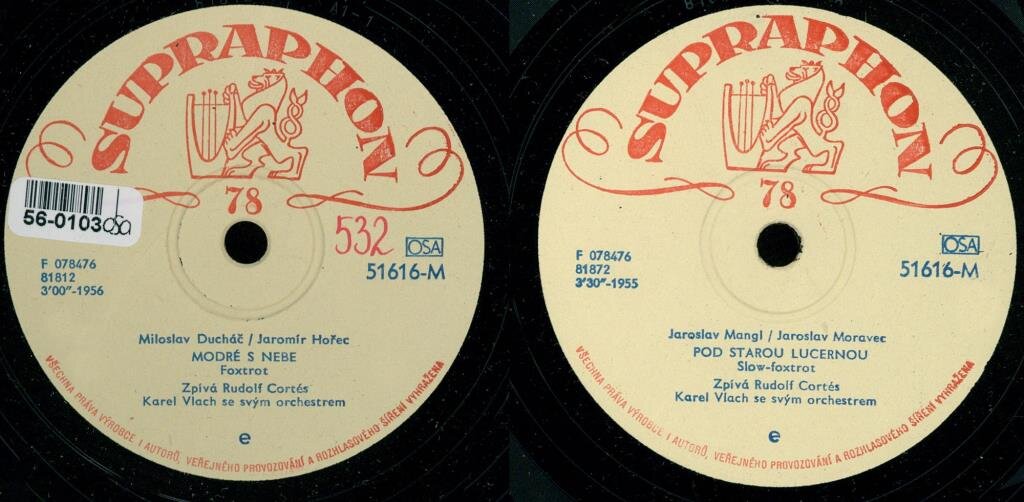 SUPRAPHON
78
56-0103
osa
532
OSA
F 078476
81812
3'00"-1956
51616-M
Miloslav Ducháč / Jaromír Hořec
MODRÉ S NEBE
Foxtrot
Zpívá Rudolf Cortés
Karel Vlach se svým orchestrem
e
VŠECHNA PRÁVA VÝROBCE I AUTORŮ, VEŘEJNÉHO PROVOZOVÁNÍ A ROZHLASOVÉHO ŠÍŘENÍ VYHRAŽENA
SUPRAPHON
78
OSA
F 078476
81872
3'30"-1955
51616-M
Jaroslav Mangl / Jaroslav Moravec
POD STAROU LUCERNOU
Slow-foxtrot
Zpívá Rudolf Cortés
Karel Vlach se svým orchestrem
e
VŠECHNA PRÁVA VÝROBCE I AUTORŮ, VEŘEJNÉHO PROVOZOVÁNÍ A ROZHLASOVÉHO ŠÍŘENÍ VYHRAŽENA